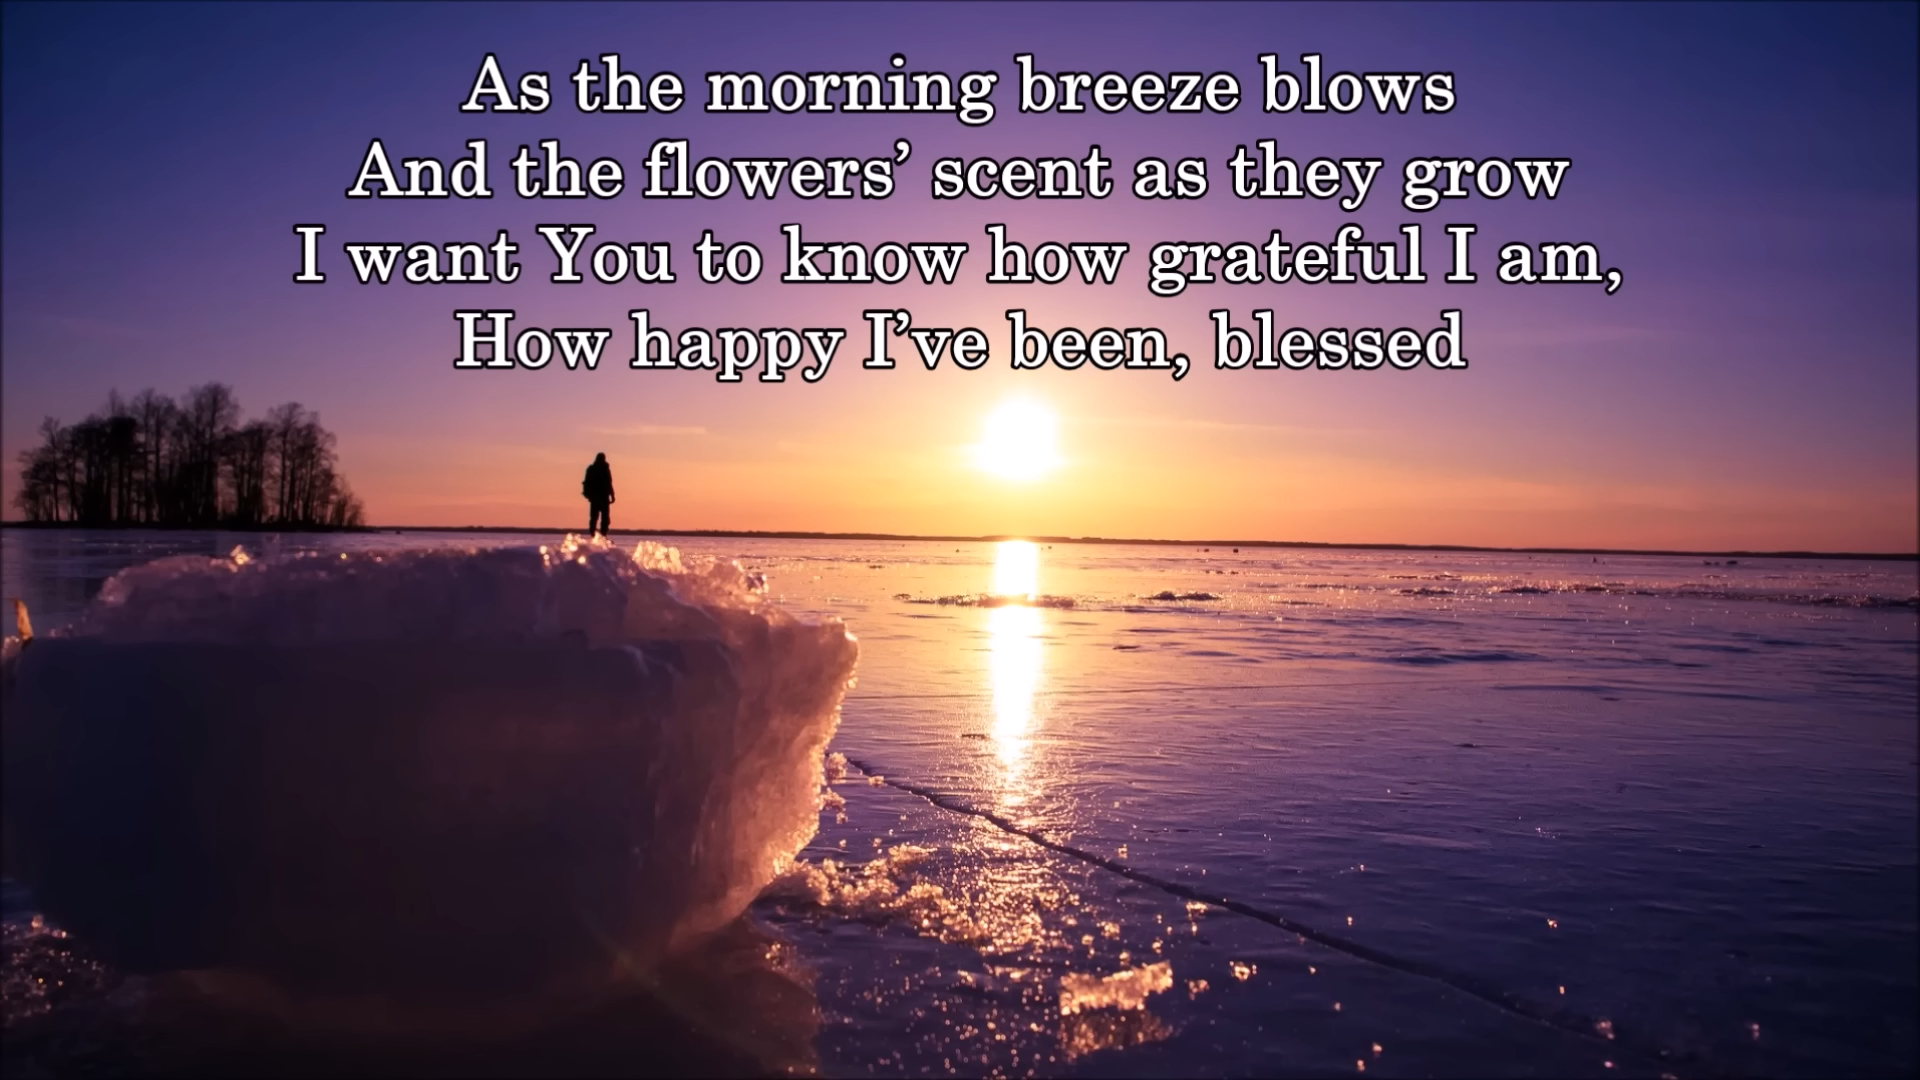 As the morning breeze blows
And the flowers’ scent as they grow
I want You to know how grateful I am,
How happy I’ve been, blessed